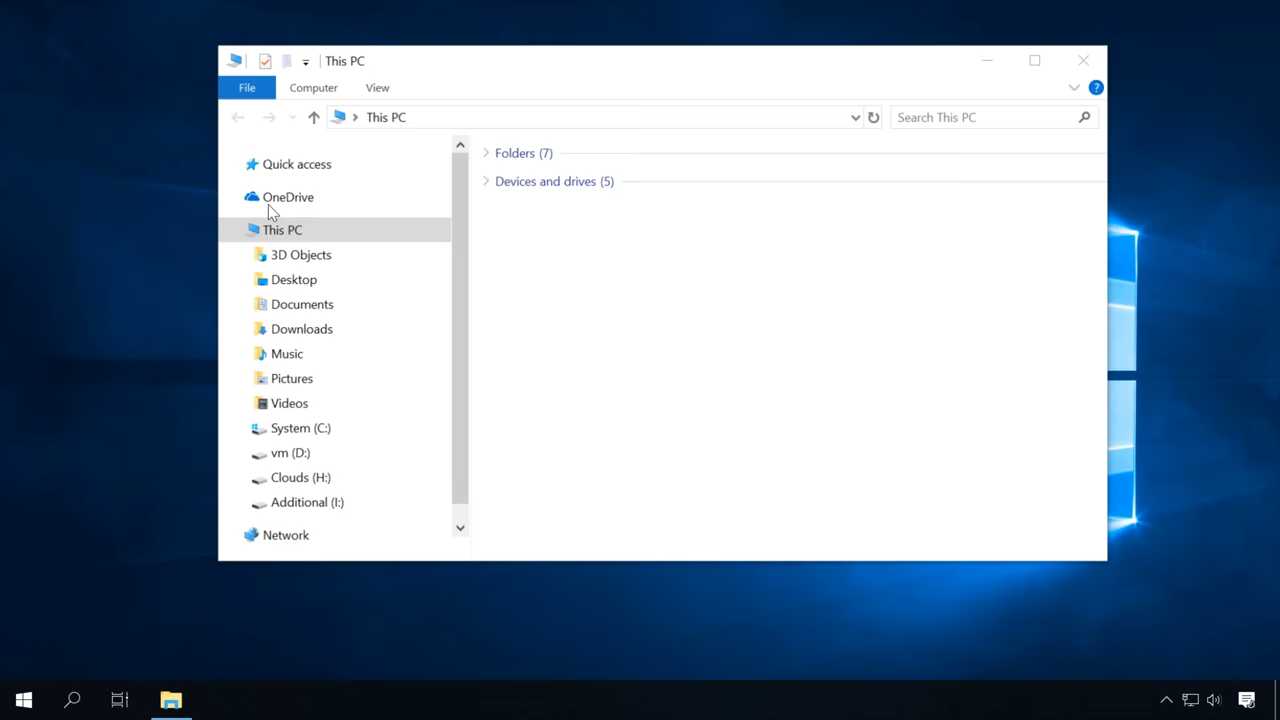 This PC
File Computer View
This PC
Search This PC
Quick access
OneDrive
This PC
3D Objects
Desktop
Documents
Downloads
Music
Pictures
Videos
System (C:)
vm (D:)
Clouds (H:)
Additional (I:)
Network
Folders (7)
Devices and drives (5)